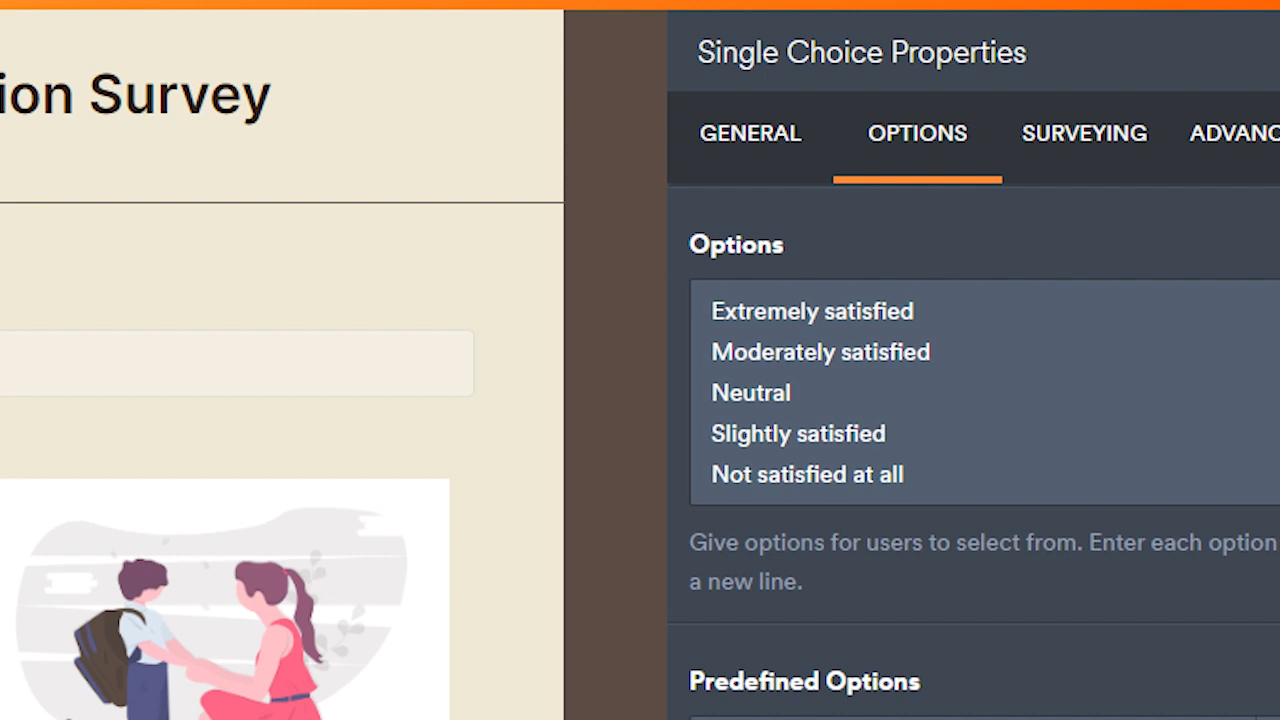 ion Survey
Single Choice Properties
GENERAL OPTIONS SURVEYING ADVANC
Options
Extremely satisfied
Moderately satisfied
Neutral
Slightly satisfied
Not satisfied at all
Give options for users to select from. Enter each option
a new line.
Predefined Options